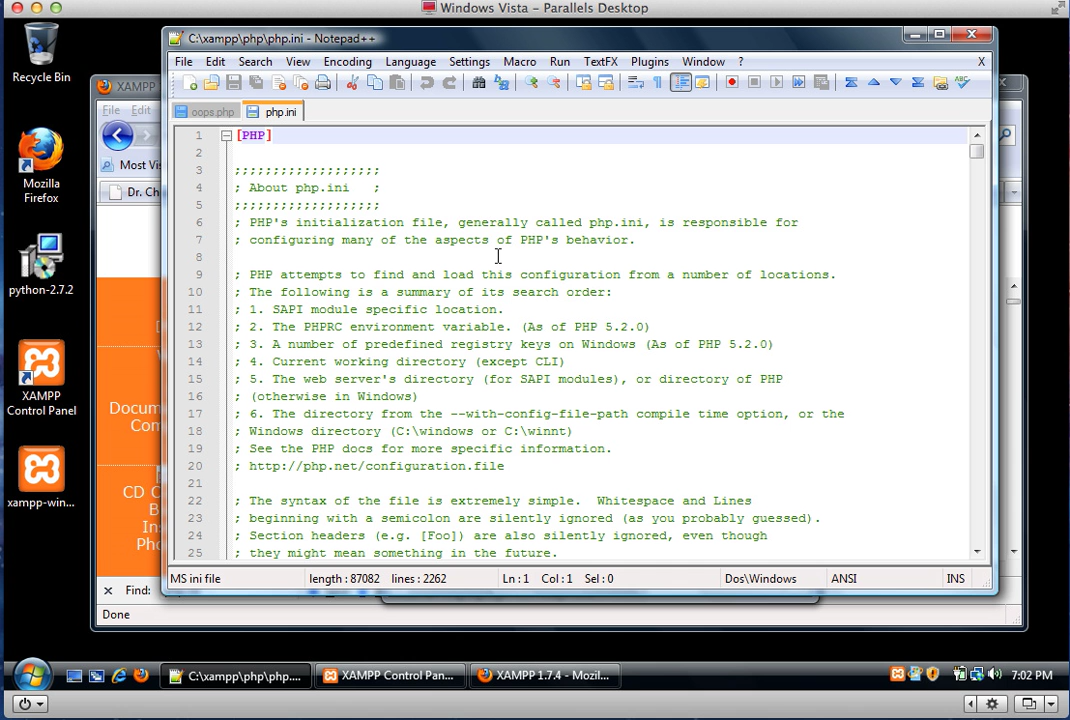 Windows Vista - Parallels Desktop
Recycle Bin
Mozilla
Firefox
python-2.7.2
XAMPP
Control Panel
xampp-win...
XAMPP
File Edit
Most Vis
Dr. Ch
Docum
Com
CD C
B
Ins
Pho
Find:
Done
C:\xampp\php\php.ini - Notepad++
File Edit Search View Encoding Language Settings Macro Run TextFX Plugins Window ? X
oops.php php.ini
1 [PHP]
2
3 ;;;;;;;;;;;;;;;;;;;
4 ; About php.ini   ;
5 ;;;;;;;;;;;;;;;;;;;
6 ; PHP's initialization file, generally called php.ini, is responsible for
7 ; configuring many of the aspects of PHP's behavior.
8
9 ; PHP attempts to find and load this configuration from a number of locations.
10 ; The following is a summary of its search order:
11 ; 1. SAPI module specific location.
12 ; 2. The PHPRC environment variable. (As of PHP 5.2.0)
13 ; 3. A number of predefined registry keys on Windows (As of PHP 5.2.0)
14 ; 4. Current working directory (except CLI)
15 ; 5. The web server's directory (for SAPI modules), or directory of PHP
16 ; (otherwise in Windows)
17 ; 6. The directory from the --with-config-file-path compile time option, or the
18 ; Windows directory (C:\windows or C:\winnt)
19 ; See the PHP docs for more specific information.
20 ; http://php.net/configuration.file
21
22 ; The syntax of the file is extremely simple.  Whitespace and Lines
23 ; beginning with a semicolon are silently ignored (as you probably guessed).
24 ; Section headers (e.g. [Foo]) are also silently ignored, even though
25 ; they might mean something in the future.
MS ini file length : 87082 lines : 2262 Ln : 1 Col : 1 Sel : 0 Dos\Windows ANSI INS
C:\xampp\php\php.... XAMPP Control Pan... XAMPP 1.7.4 - Mozil... 7:02 PM